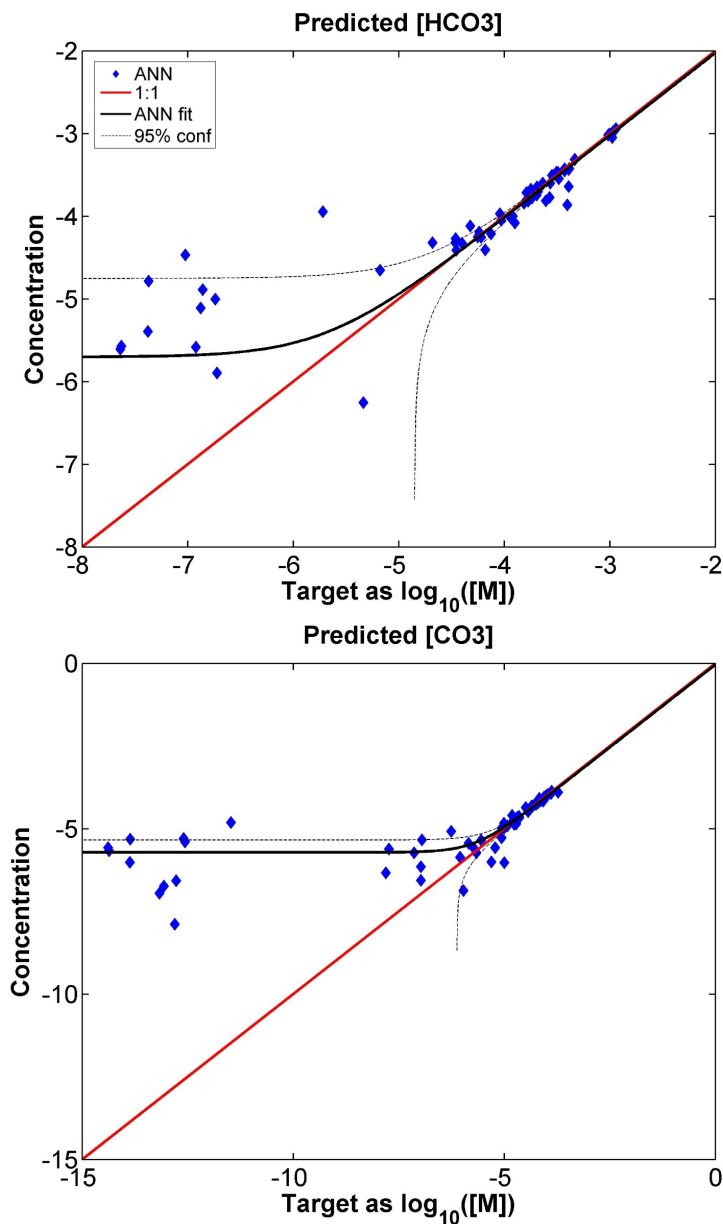 Predicted [HCO3]
-2
ANN
1:1
ANN fit
95% conf
-3
-4
-5
-6
-7
-8
Concentration
-8 -7 -6 -5 -4 -3 -2
Target as log10([M])
Predicted [CO3]
0
-5
-10
-15
Concentration
-15 -10 -5 0
Target as log10([M])